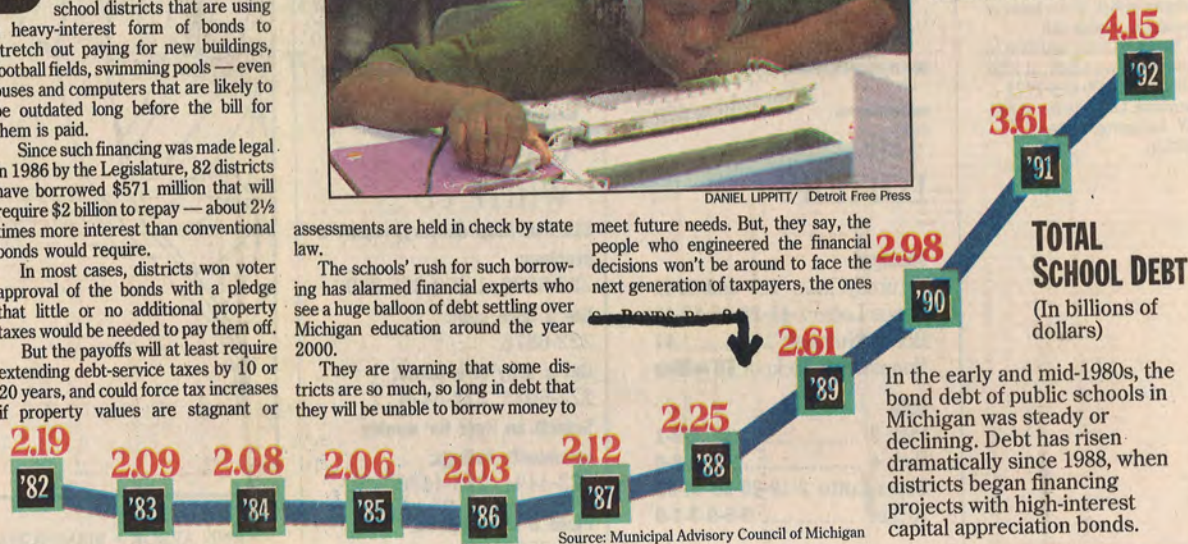 school districts that are using
heavy-interest form of bonds to
stretch out paying for new buildings,
football fields, swimming pools — even
buses and computers that are likely to
be outdated long before the bill for
them is paid.
Since such financing was made legal
in 1986 by the Legislature, 82 districts
have borrowed $571 million that will
require $2 billion to repay — about 2½
times more interest than conventional
bonds would require.
In most cases, districts won voter
approval of the bonds with a pledge
that little or no additional property
taxes would be needed to pay them off.
But the payoffs will at least require
extending debt-service taxes by 10 or
20 years, and could force tax increases
if property values are stagnant or
DANIEL LIPPITT/ Detroit Free Press
assessments are held in check by state
law.
The schools' rush for such borrow-
ing has alarmed financial experts who
see a huge balloon of debt settling over
Michigan education around the year
2000.
They are warning that some dis-
tricts are so much, so long in debt that
they will be unable to borrow money to
meet future needs. But, they say, the
people who engineered the financial
decisions won't be around to face the
next generation of taxpayers, the ones
TOTAL
SCHOOL DEBT
(In billions of
dollars)
In the early and mid-1980s, the
bond debt of public schools in
Michigan was steady or
declining. Debt has risen
dramatically since 1988, when
districts began financing
projects with high-interest
capital appreciation bonds.
2.19
'82
2.09
'83
2.08
'84
2.06
'85
2.03
'86
2.12
'87
2.25
'88
2.61
'89
2.98
'90
3.61
'91
4.15
'92
Source: Municipal Advisory Council of Michigan